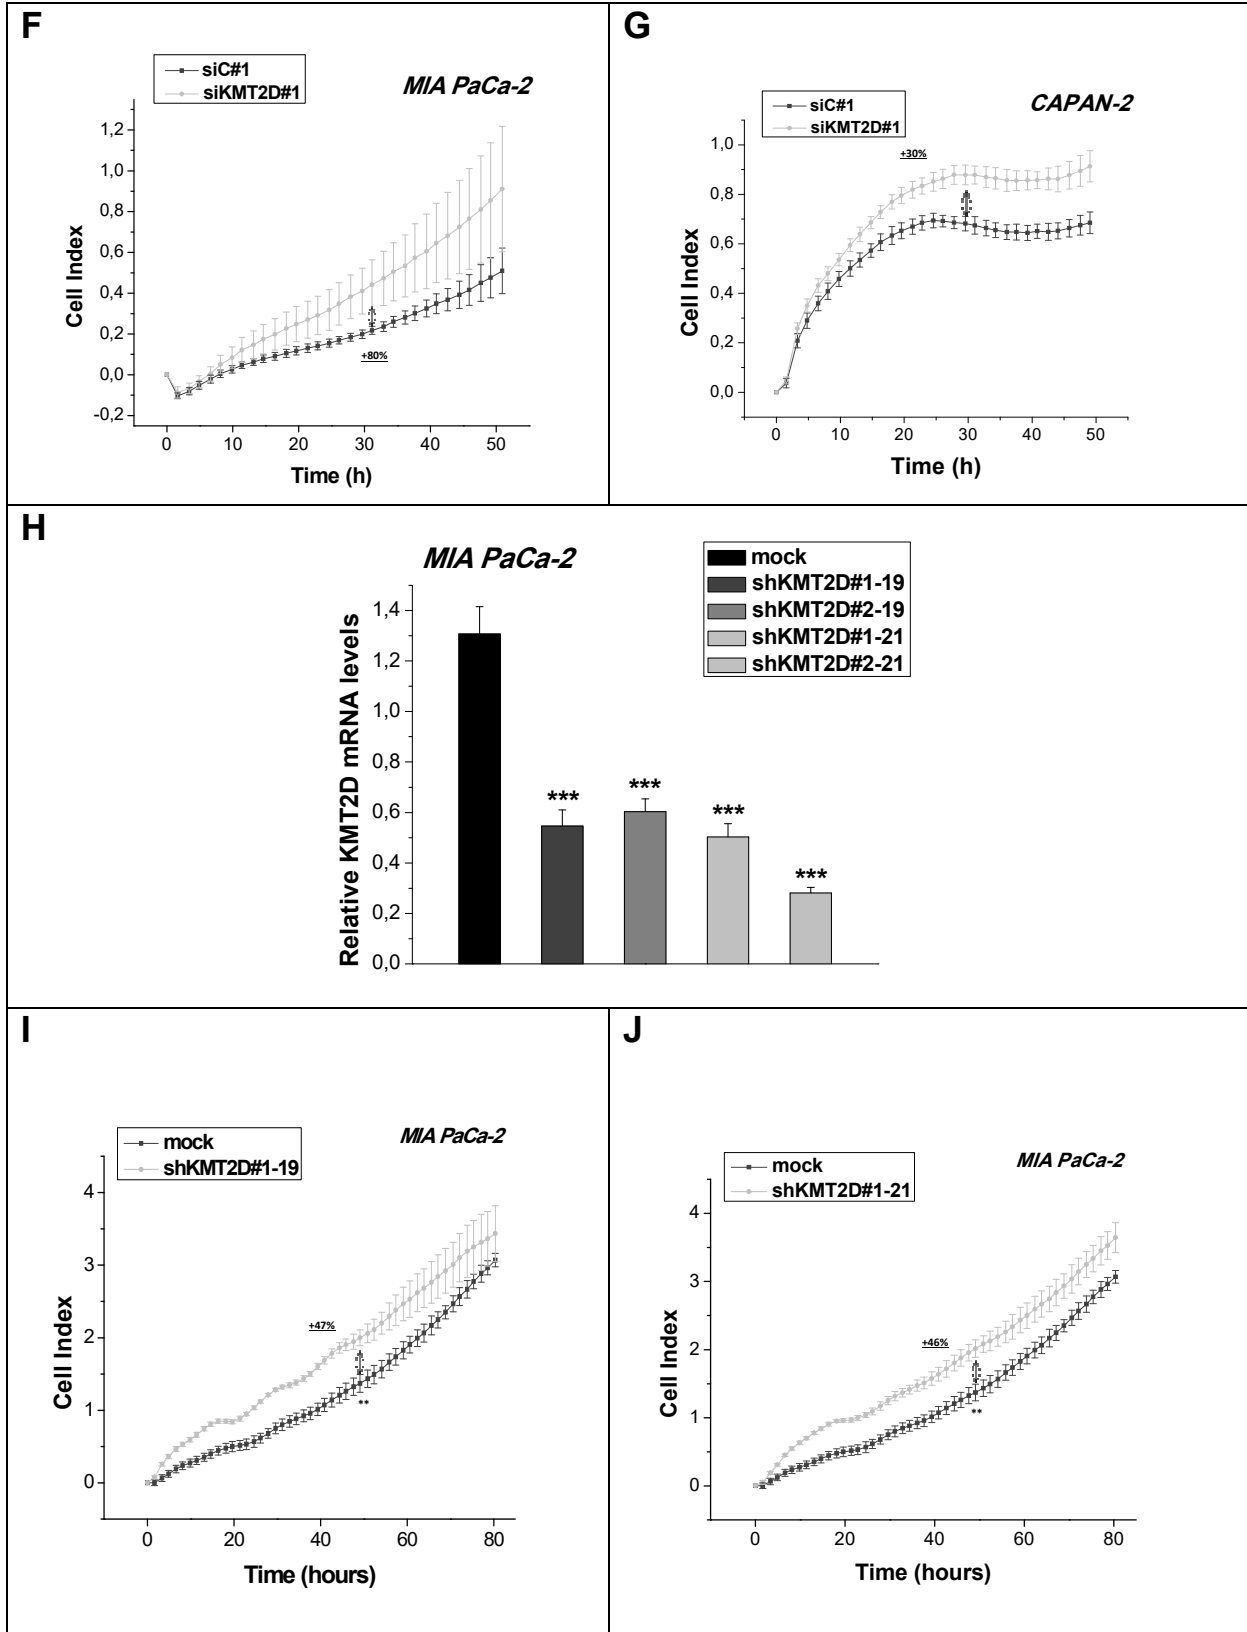 F
siC#1
siKMT2D#1
MIA PaCa-2
1,2
1,0
0,8
0,6
0,4
0,2
0,0
-0,2
Cell Index
+80%
0 10 20 30 40 50
Time (h)
G
siC#1
siKMT2D#1
CAPAN-2
+30%
1,0
0,8
0,6
0,4
0,2
0,0
Cell Index
0 10 20 30 40 50
Time (h)
H
MIA PaCa-2
mock
shKMT2D#1-19
shKMT2D#2-19
shKMT2D#1-21
shKMT2D#2-21
1,4
1,2
1,0
0,8
0,6
0,4
0,2
0,0
Relative KMT2D mRNA levels
*** *** *** ***
I
mock
shKMT2D#1-19
MIA PaCa-2
4
3
2
1
0
Cell Index
+47%
**
0 20 40 60 80
Time (hours)
J
mock
shKMT2D#1-21
MIA PaCa-2
4
3
2
1
0
Cell Index
+46%
**
0 20 40 60 80
Time (hours)